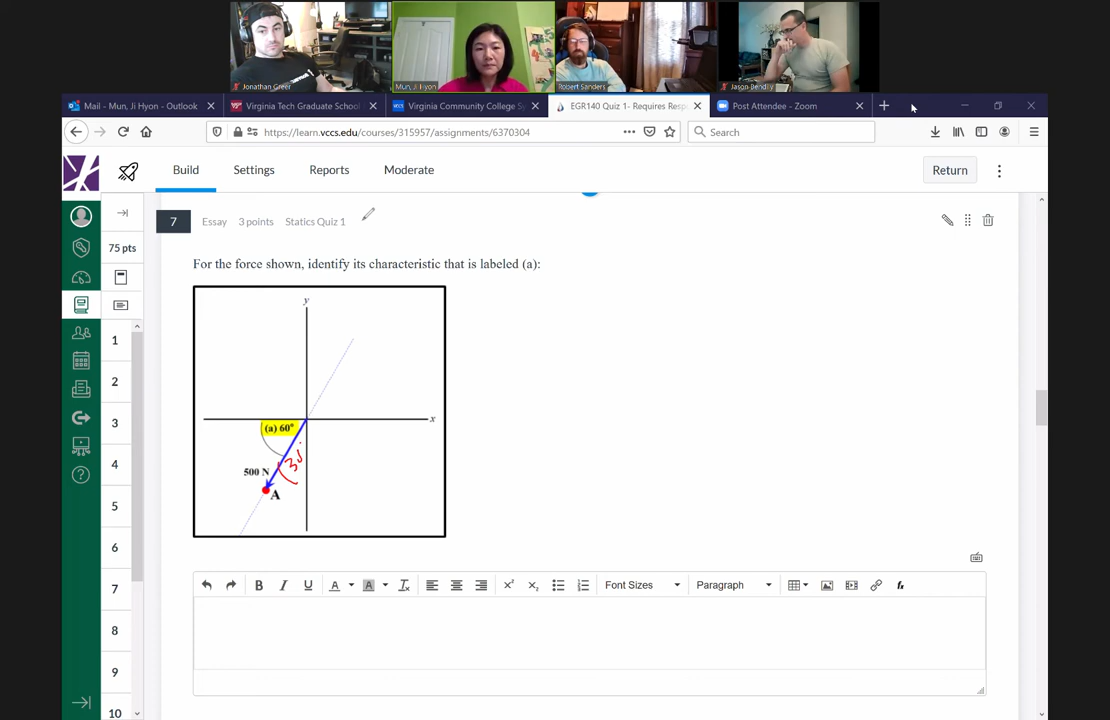 Jonathan Greer
Mun, Ji Hyon
Robert Sanders
Jason Bendily
Mail - Mun, Ji Hyon - Outlook
Virginia Tech Graduate School
Virginia Community College Sy
EGR140 Quiz 1- Requires Resp
Post Attendee - Zoom
https://learn.vccs.edu/courses/315957/assignments/6370304
Search
Build
Settings
Reports
Moderate
Return
7
Essay
3 points
Statics Quiz 1
75 pts
For the force shown, identify its characteristic that is labeled (a):
y
x
(a) 60°
500 N
A
1
2
3
4
5
6
7
8
9
10
B I U A A
Font Sizes
Paragraph
fx